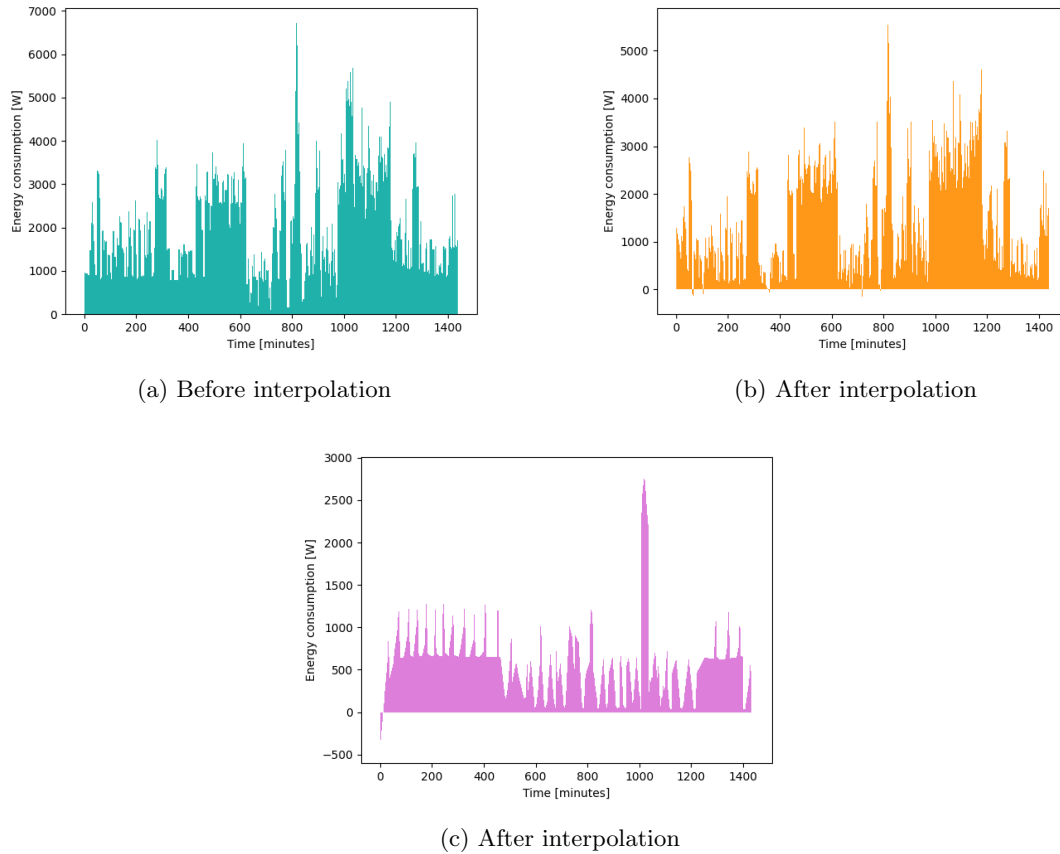 7000
6000
5000
4000
3000
2000
1000
0
Energy consumption [W]
0 200 400 600 800 1000 1200 1400
Time [minutes]
(a) Before interpolation
5000
4000
3000
2000
1000
0
Energy consumption [W]
0 200 400 600 800 1000 1200 1400
Time [minutes]
(b) After interpolation
3000
2500
2000
1500
1000
500
0
−500
Energy consumption [W]
0 200 400 600 800 1000 1200 1400
Time [minutes]
(c) After interpolation